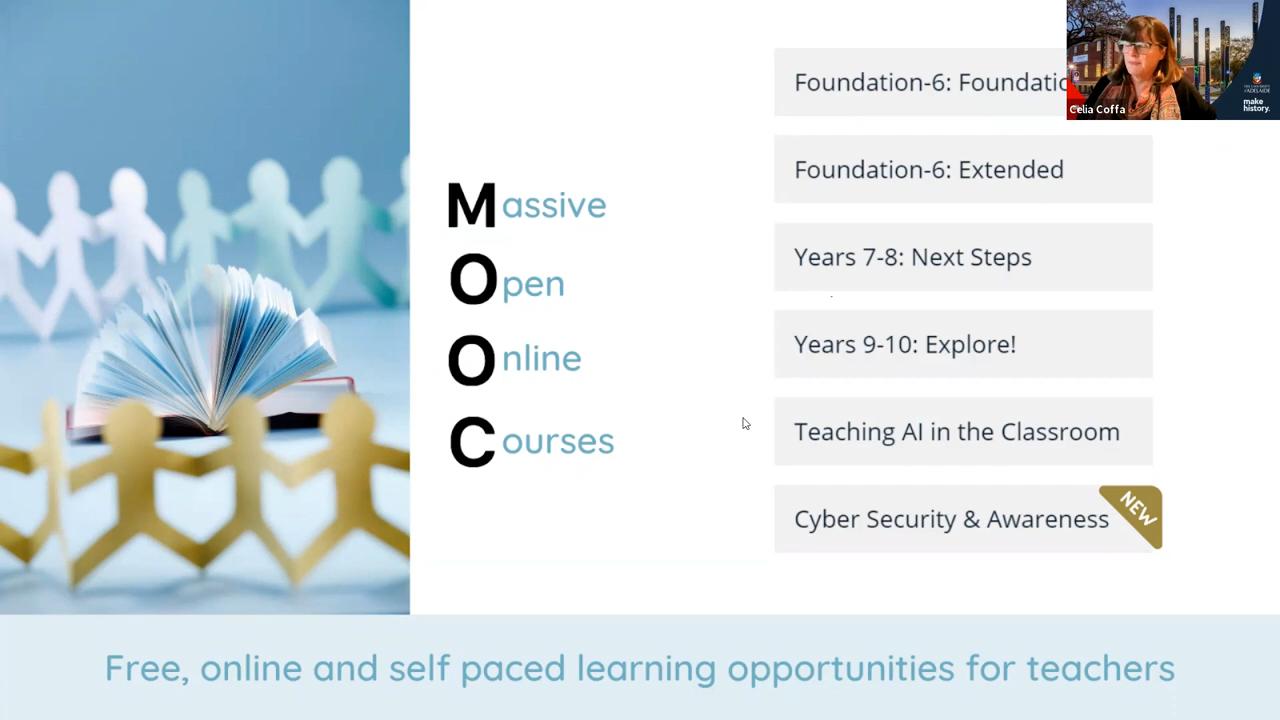 Massive
Open
Online
Courses
Foundation-6: Foundatio
Foundation-6: Extended
Years 7-8: Next Steps
Years 9-10: Explore!
Teaching AI in the Classroom
Cyber Security & Awareness
NEW
Celia Coffa
make
history.
Free, online and self paced learning opportunities for teachers